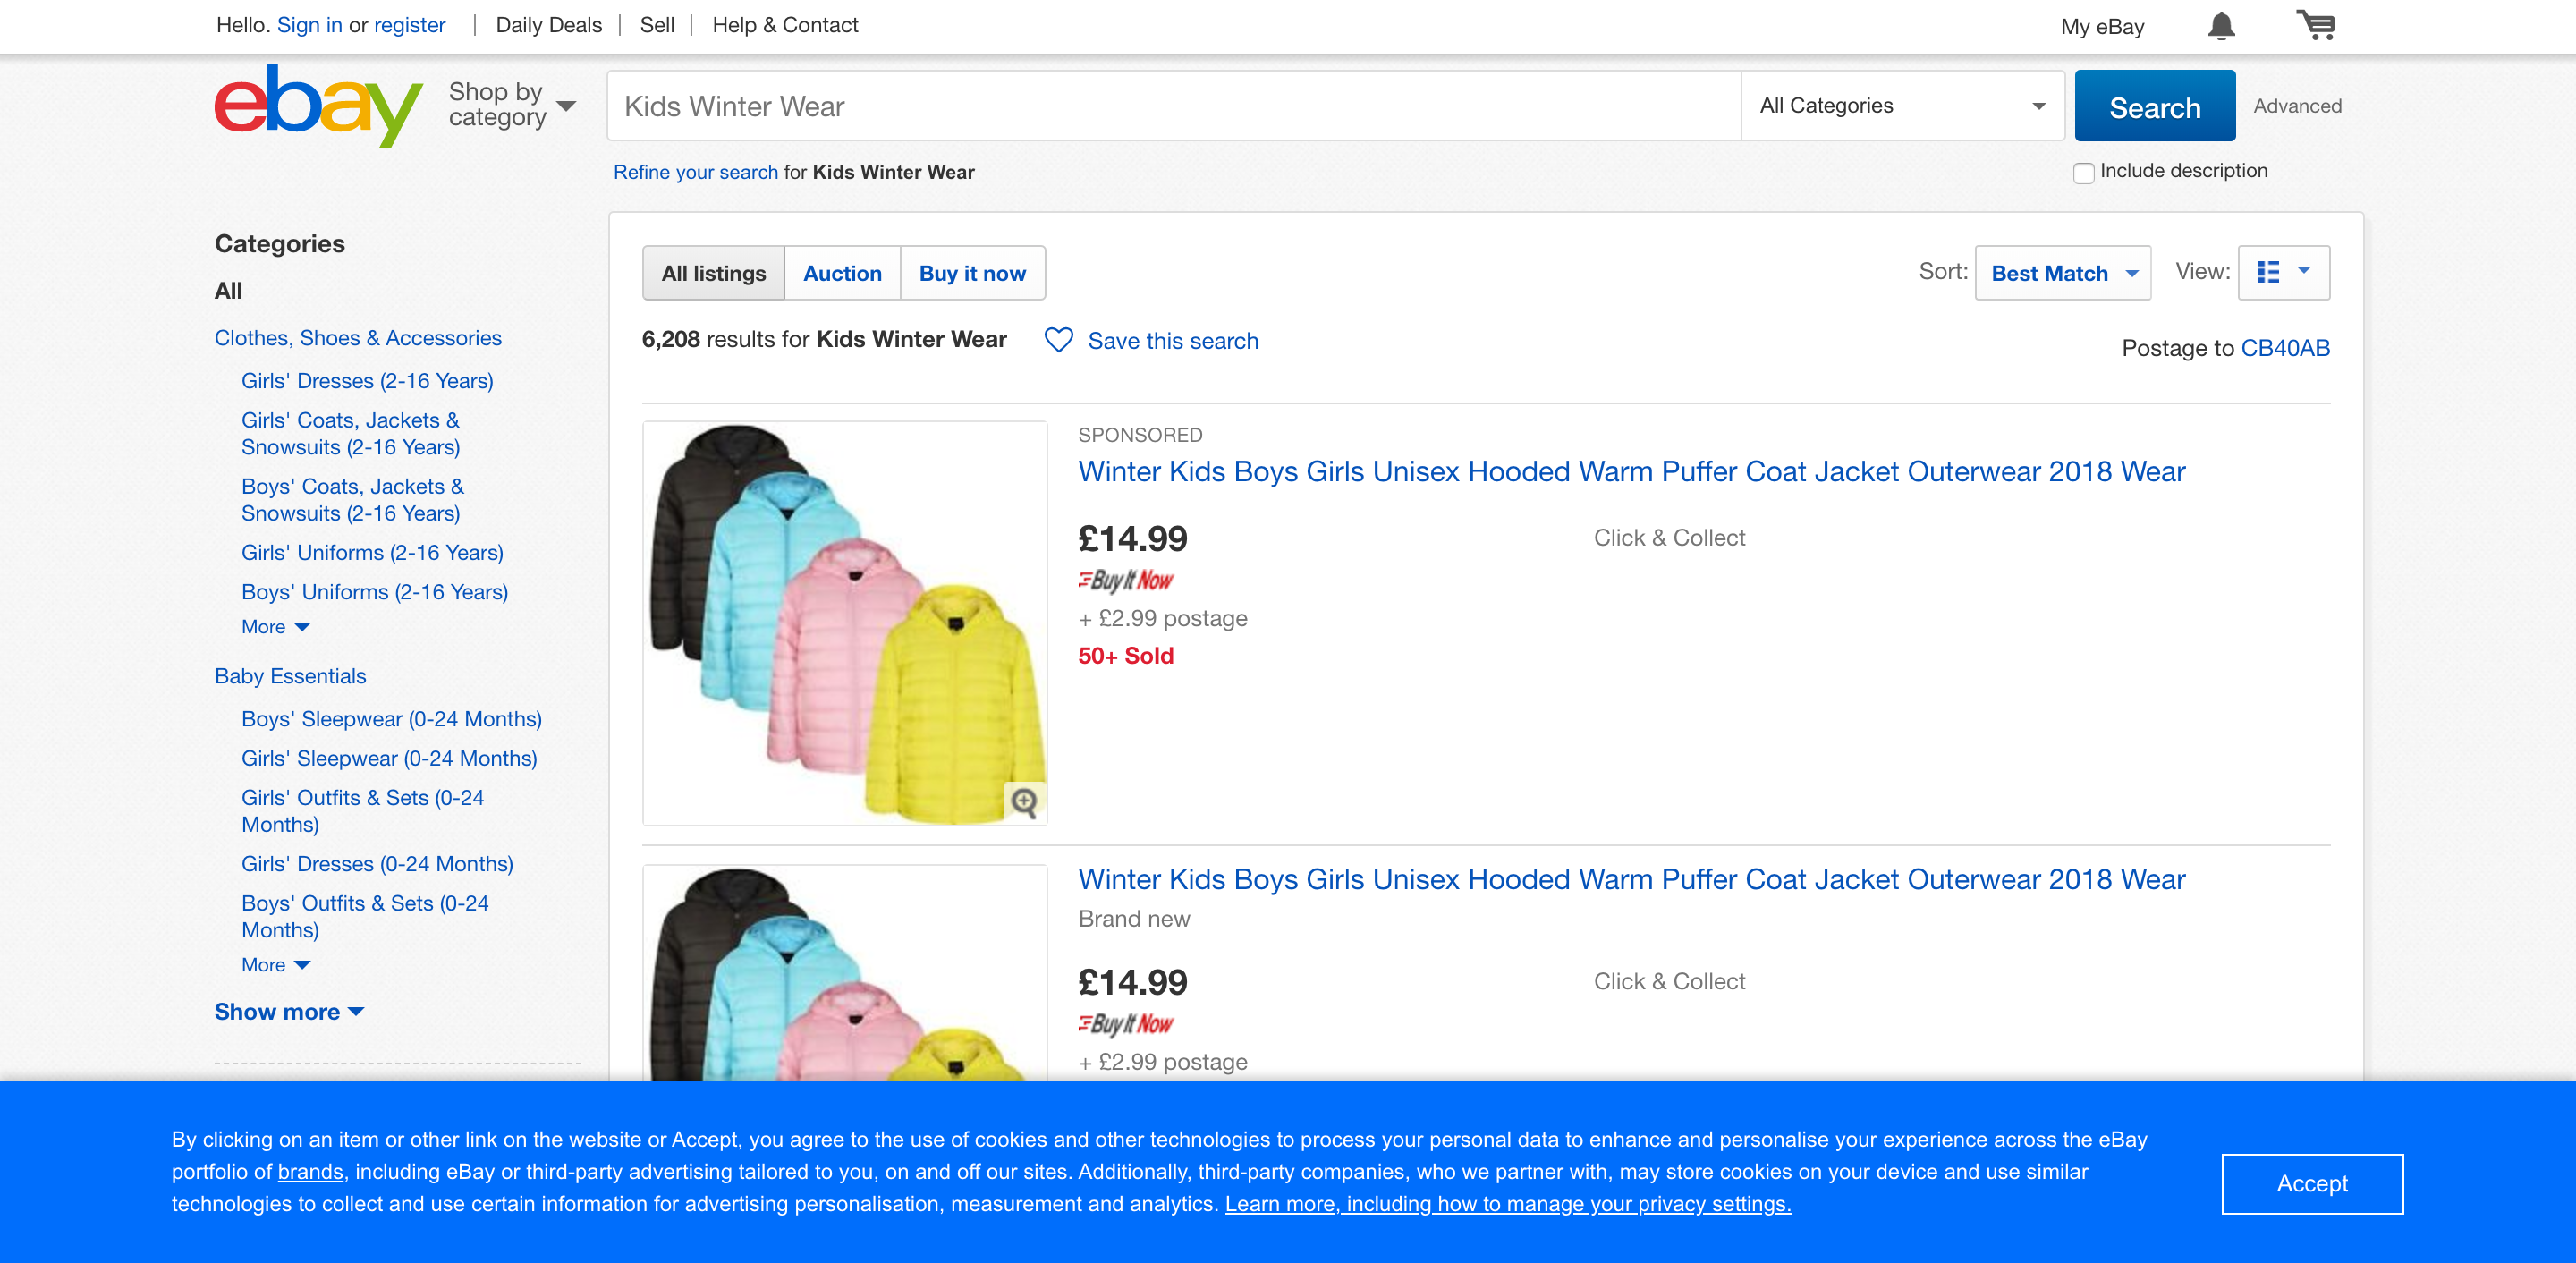 Hello. Sign in or register | Daily Deals | Sell | Help & Contact
My eBay
ebay
Shop by
category
Kids Winter Wear
All Categories
Search
Advanced
Refine your search for Kids Winter Wear
Include description
Categories
All
Clothes, Shoes & Accessories
Girls' Dresses (2-16 Years)
Girls' Coats, Jackets &
Snowsuits (2-16 Years)
Boys' Coats, Jackets &
Snowsuits (2-16 Years)
Girls' Uniforms (2-16 Years)
Boys' Uniforms (2-16 Years)
More
Baby Essentials
Boys' Sleepwear (0-24 Months)
Girls' Sleepwear (0-24 Months)
Girls' Outfits & Sets (0-24
Months)
Girls' Dresses (0-24 Months)
Boys' Outfits & Sets (0-24
Months)
More
Show more
All listings
Auction
Buy it now
Sort: Best Match
View:
6,208 results for Kids Winter Wear
Save this search
Postage to CB40AB
SPONSORED
Winter Kids Boys Girls Unisex Hooded Warm Puffer Coat Jacket Outerwear 2018 Wear
£14.99
Click & Collect
Buy It Now
+ £2.99 postage
50+ Sold
Winter Kids Boys Girls Unisex Hooded Warm Puffer Coat Jacket Outerwear 2018 Wear
Brand new
£14.99
Click & Collect
Buy It Now
+ £2.99 postage
By clicking on an item or other link on the website or Accept, you agree to the use of cookies and other technologies to process your personal data to enhance and personalise your experience across the eBay
portfolio of brands, including eBay or third-party advertising tailored to you, on and off our sites. Additionally, third-party companies, who we partner with, may store cookies on your device and use similar
technologies to collect and use certain information for advertising personalisation, measurement and analytics. Learn more, including how to manage your privacy settings.
Accept